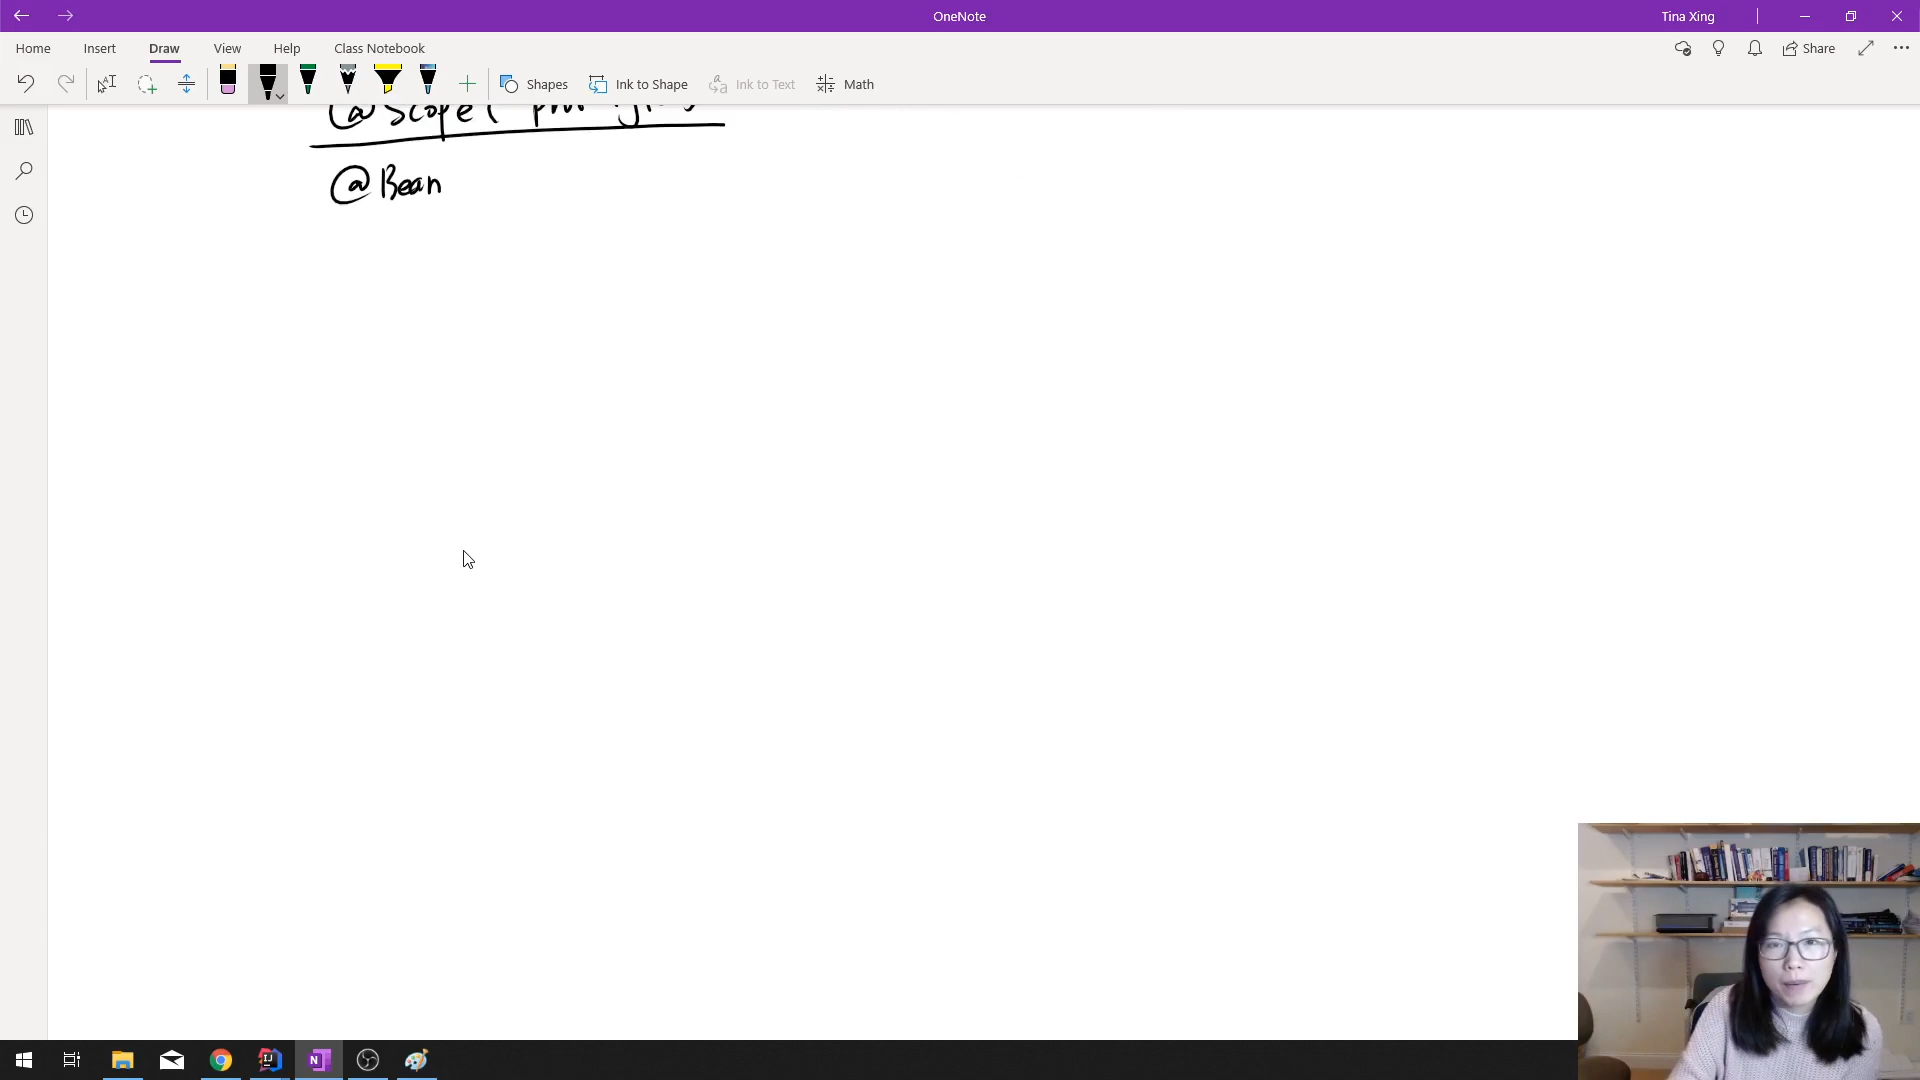 OneNote
Tina Xing
Home Insert Draw View Help Class Notebook
Share
Shapes Ink to Shape Ink to Text Math
@Scope(
@Bean